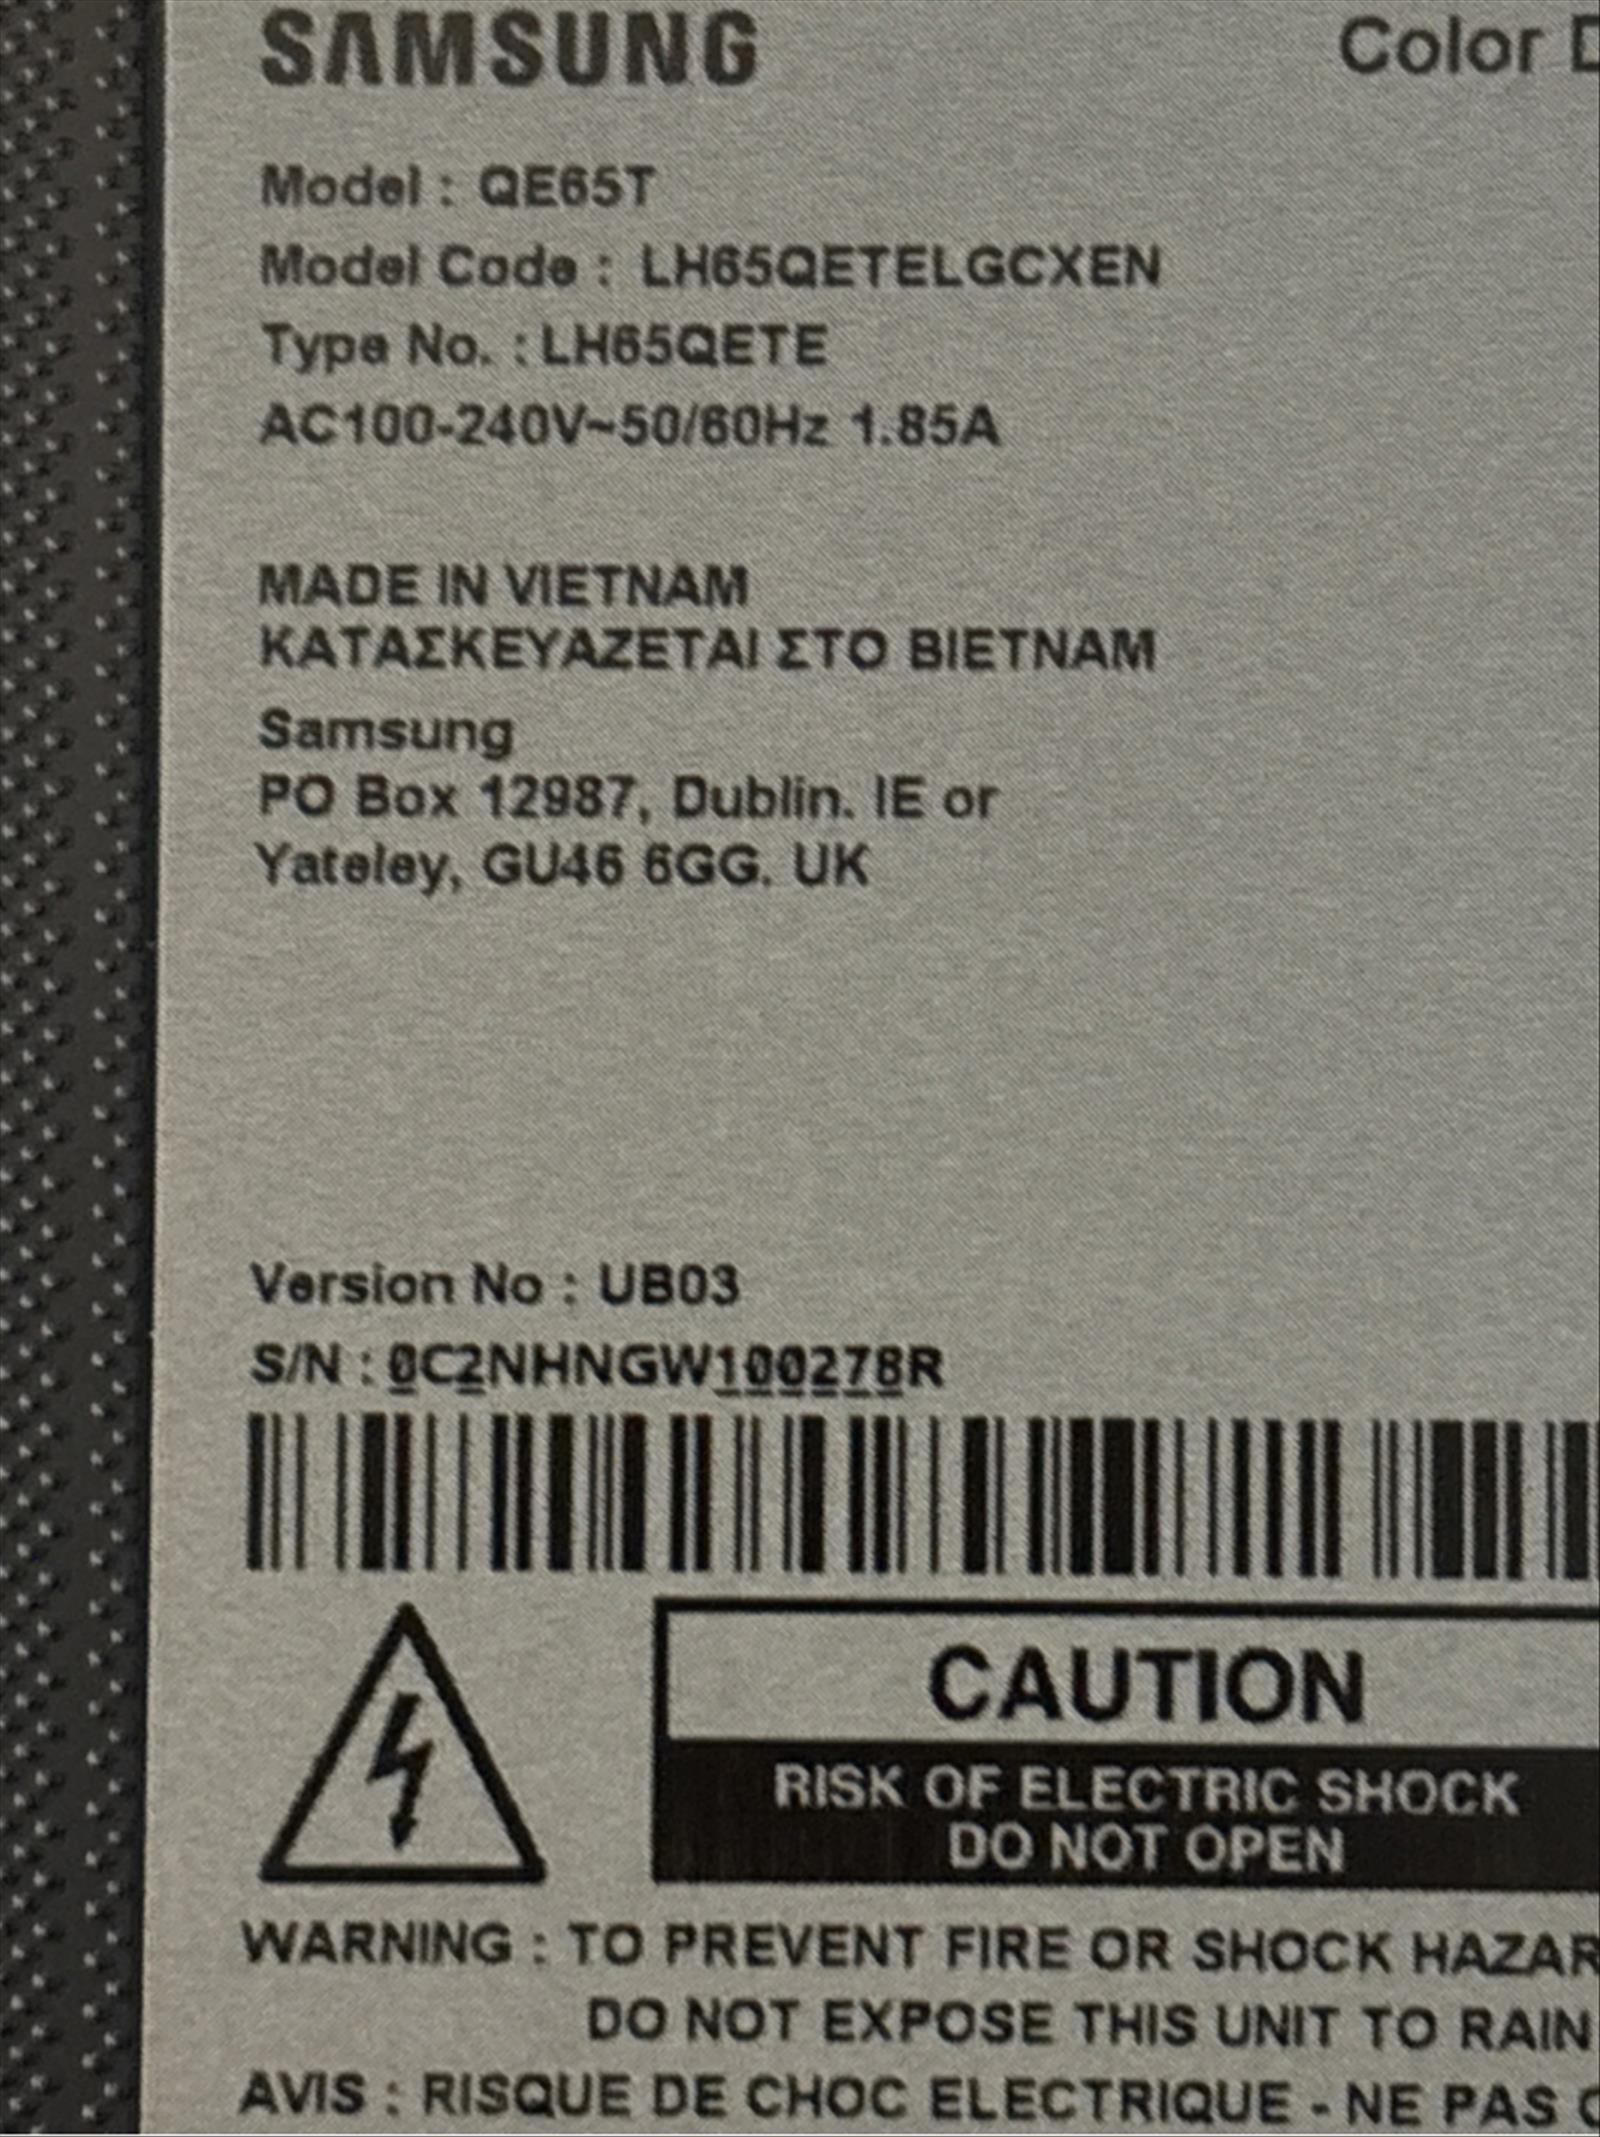 SAMSUNG
Color
Model : QE65T
Model Code : LH65QETELGCXEN
Type No. : LH65QETE
AC100-240V~50/60Hz 1.85A
MADE IN VIETNAM
ΚΑΤΑΣΚΕΥΑΖΕΤΑΙ ΣΤΟ ΒΙΕΤΝΑΜ
Samsung
PO Box 12987, Dublin. IE or
Yateley, GU46 6GG. UK
Version No : UB03
S/N : 0C2NHNGW100278R
CAUTION
RISK OF ELECTRIC SHOCK
DO NOT OPEN
WARNING : TO PREVENT FIRE OR SHOCK HAZAR
DO NOT EXPOSE THIS UNIT TO RAIN
AVIS : RISQUE DE CHOC ELECTRIQUE - NE PAS